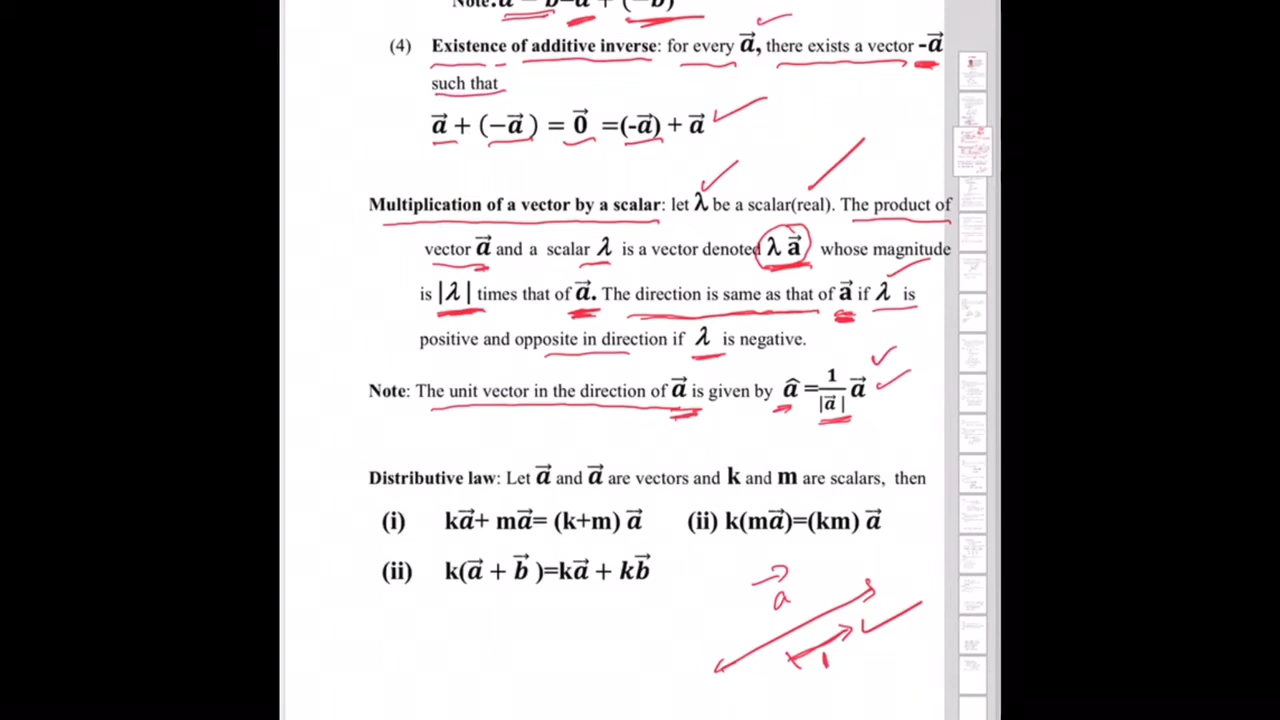 Note: a⃗ − b⃗=a⃗ + (−b⃗)
(4) Existence of additive inverse: for every a⃗, there exists a vector -a⃗
such that
a⃗ + (−a⃗ ) = 0⃗ =(-a⃗) + a⃗
Multiplication of a vector by a scalar: let λ be a scalar(real). The product of
vector a⃗ and a scalar λ is a vector denoted λ a⃗ whose magnitude
is |λ | times that of a⃗. The direction is same as that of a⃗ if λ is
positive and opposite in direction if λ is negative.
Note: The unit vector in the direction of a⃗ is given by â =1/|a⃗ | a⃗
Distributive law: Let a⃗ and a⃗ are vectors and k and m are scalars, then
(i) ka⃗+ ma⃗= (k+m) a⃗ (ii) k(ma⃗)=(km) a⃗
(ii) k(a⃗ + b⃗ )=ka⃗ + kb⃗
a⃗
1